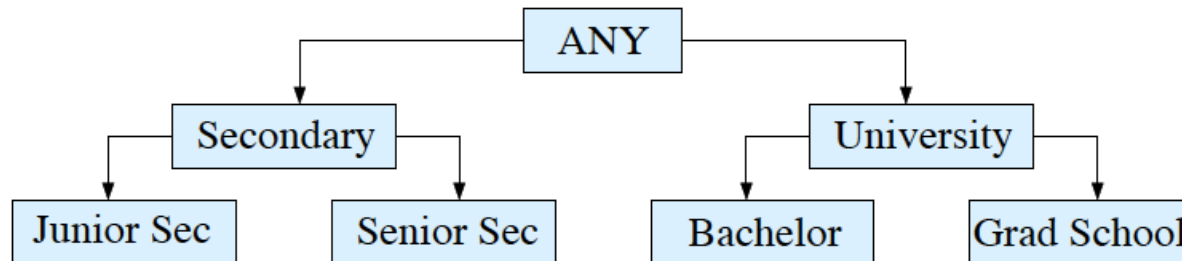 ANY
Secondary
University
Junior Sec
Senior Sec
Bachelor
Grad School